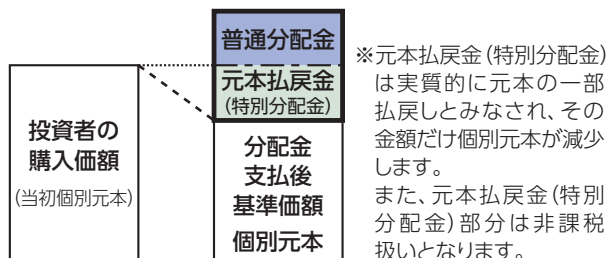 普通分配金
元本払戻金
(特別分配金)
投資者の
購入価額
(当初個別元本)
分配金
支払後
基準価額
個別元本
※元本払戻金(特別分配金)
は実質的に元本の一部
払戻しとみなされ、その
金額だけ個別元本が減少
します。
また、元本払戻金(特別
分配金)部分は非課税
扱いとなります。